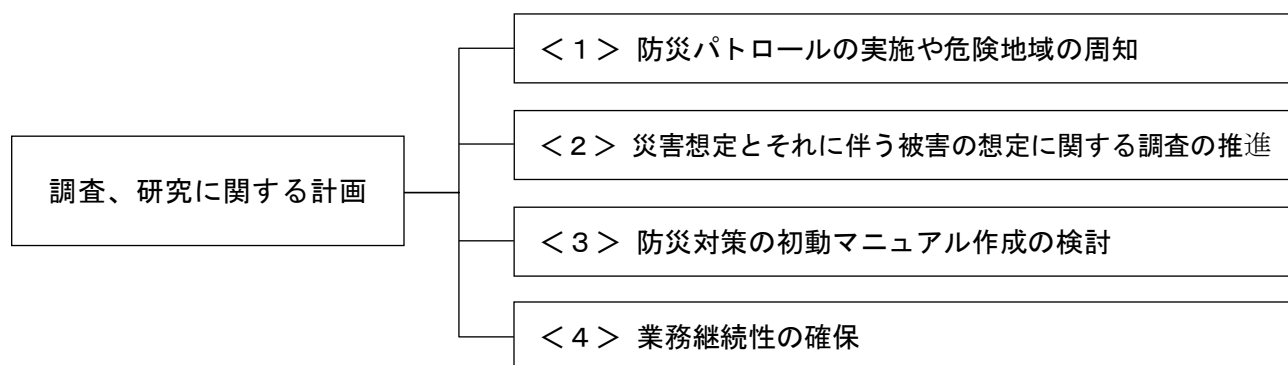 調査、研究に関する計画
＜１＞ 防災パトロールの実施や危険地域の周知
＜２＞ 災害想定とそれに伴う被害の想定に関する調査の推進
＜３＞ 防災対策の初動マニュアル作成の検討
＜４＞ 業務継続性の確保